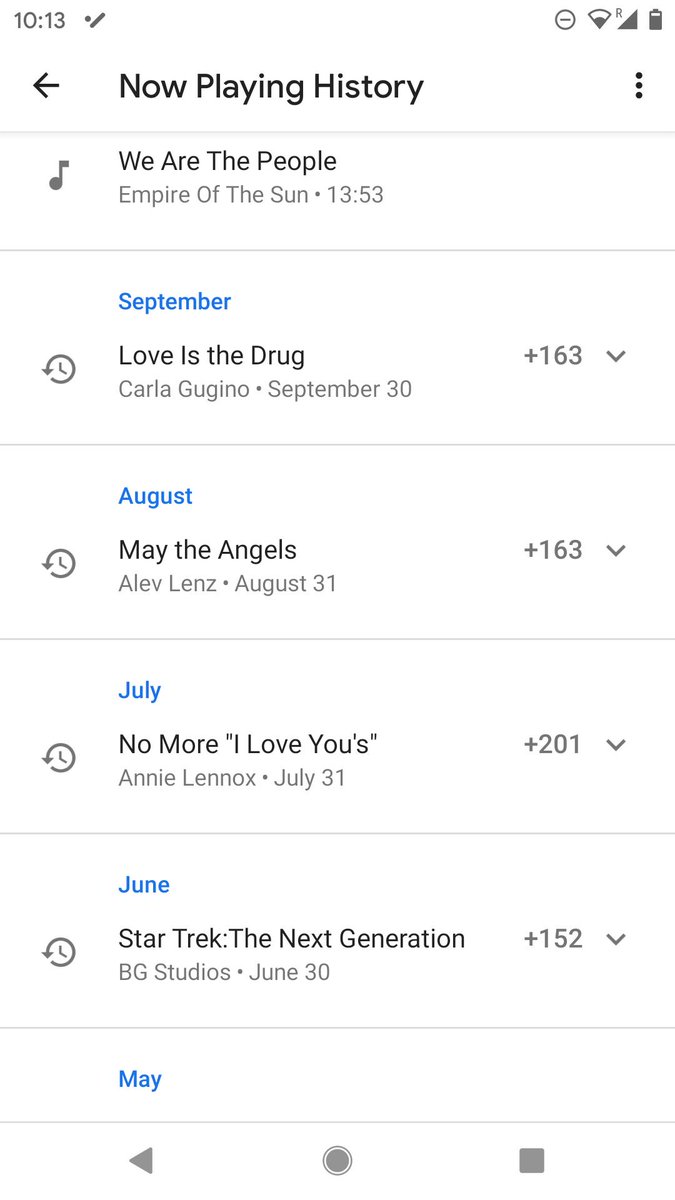 10:13
R
Now Playing History
We Are The People
Empire Of The Sun • 13:53
September
Love Is the Drug
+163
Carla Gugino • September 30
August
May the Angels
+163
Alev Lenz • August 31
July
No More "I Love You's"
+201
Annie Lennox • July 31
June
Star Trek:The Next Generation
+152
BG Studios • June 30
May